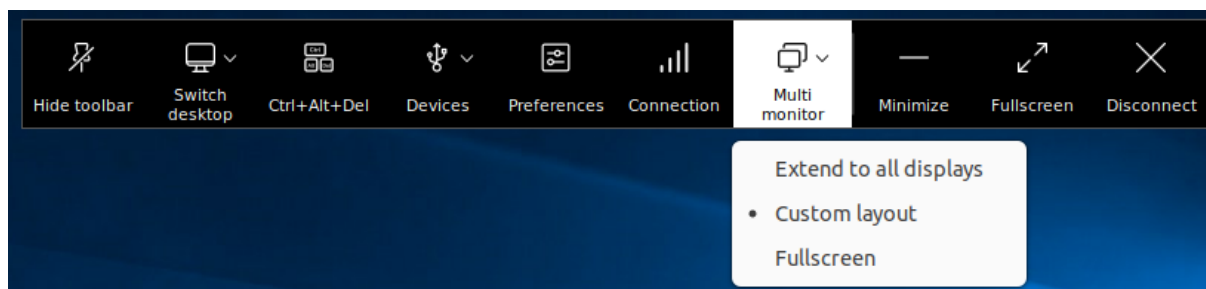 Hide toolbar
Switch
desktop
Ctrl+Alt+Del
Devices
Preferences
Connection
Multi
monitor
Minimize
Fullscreen
Disconnect
Extend to all displays
• Custom layout
Fullscreen